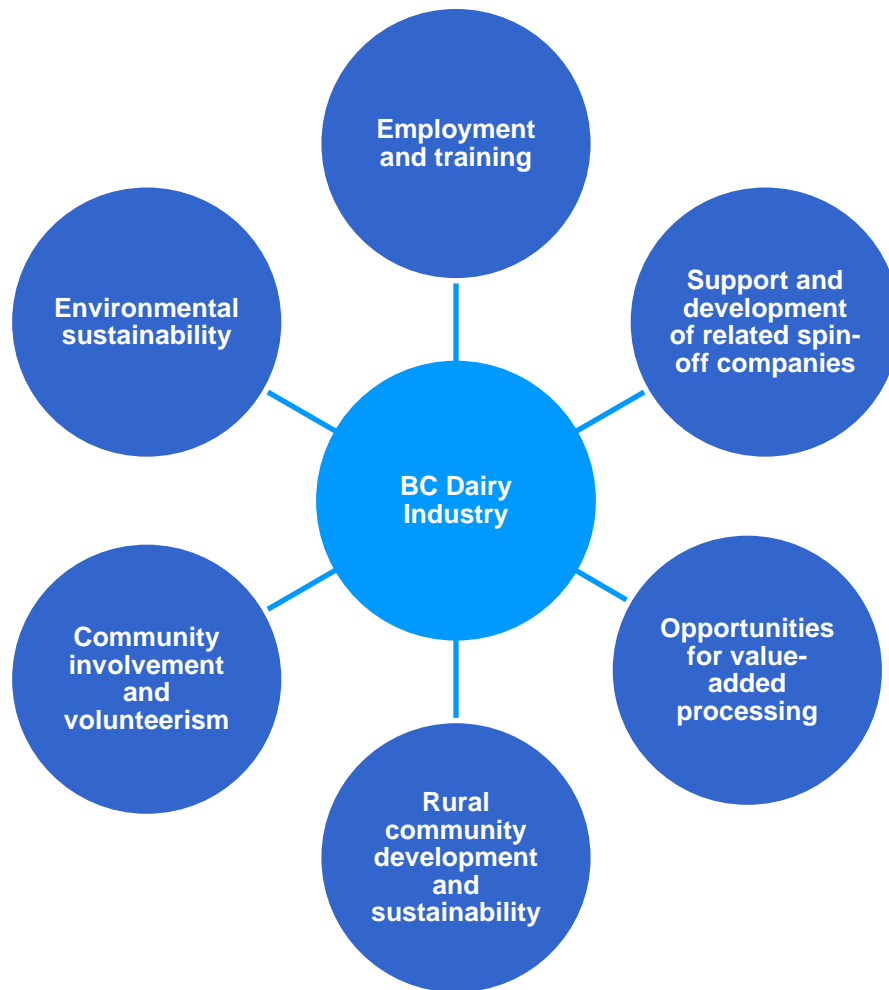 Employment
and training
Support and
development
of related spin-
off companies
Opportunities
for value-
added
processing
Rural
community
development
and
sustainability
Community
involvement
and
volunteerism
Environmental
sustainability
BC Dairy
Industry